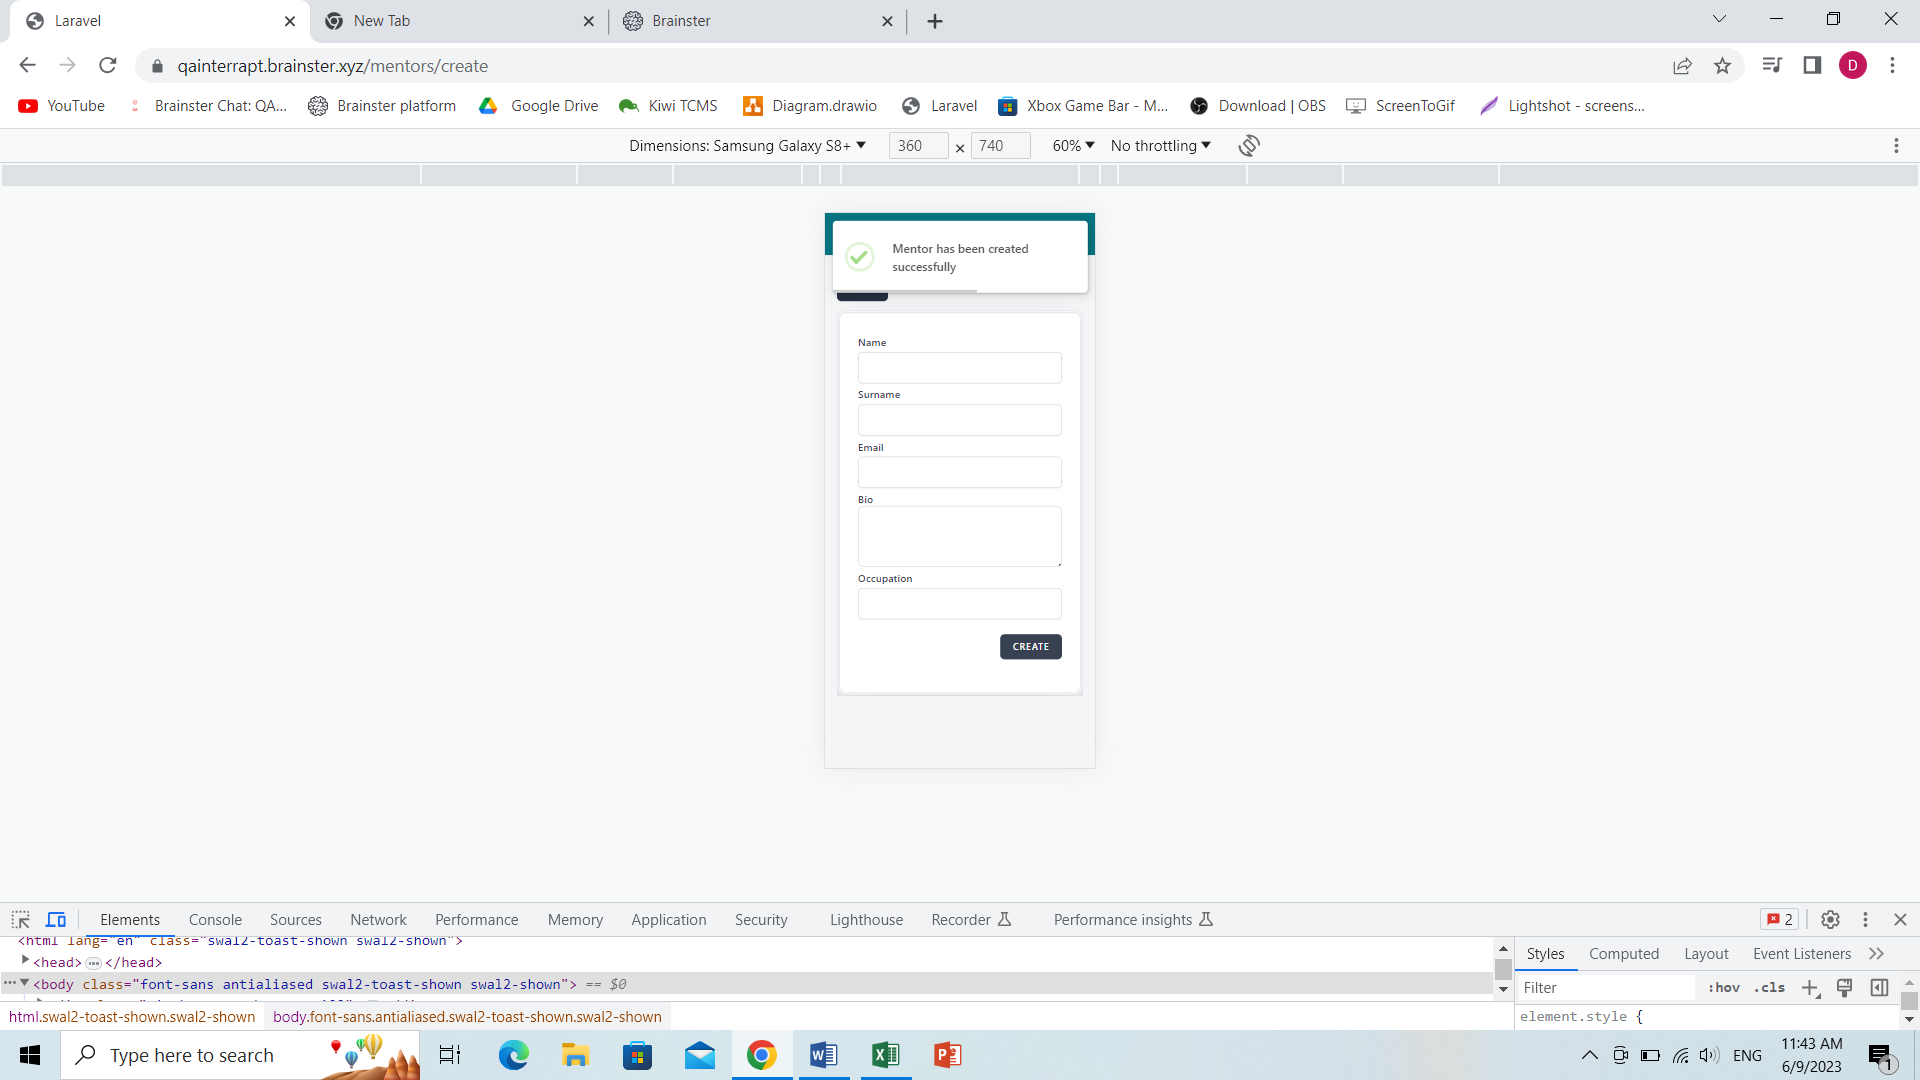 Laravel
New Tab
Brainster
qainterrapt.brainster.xyz/mentors/create
D
YouTube
Brainster Chat: QA...
Brainster platform
Google Drive
Kiwi TCMS
Diagram.drawio
Laravel
Xbox Game Bar - M...
Download | OBS
ScreenToGif
Lightshot - screens...
Dimensions: Samsung Galaxy S8+
360 × 740
60%
No throttling
Mentor has been created
successfully
Name
Surname
Email
Bio
Occupation
CREATE
Elements
Console
Sources
Network
Performance
Memory
Application
Security
Lighthouse
Recorder
Performance insights
2
<html lang="en" class="swal2-toast-shown swal2-shown">
<head> ... </head>
<body class="font-sans antialiased swal2-toast-shown swal2-shown"> == $0
html.swal2-toast-shown.swal2-shown
body.font-sans.antialiased.swal2-toast-shown.swal2-shown
Styles
Computed
Layout
Event Listeners
Filter
:hov
.cls
element.style {
Type here to search
ENG
11:43 AM
6/9/2023
1